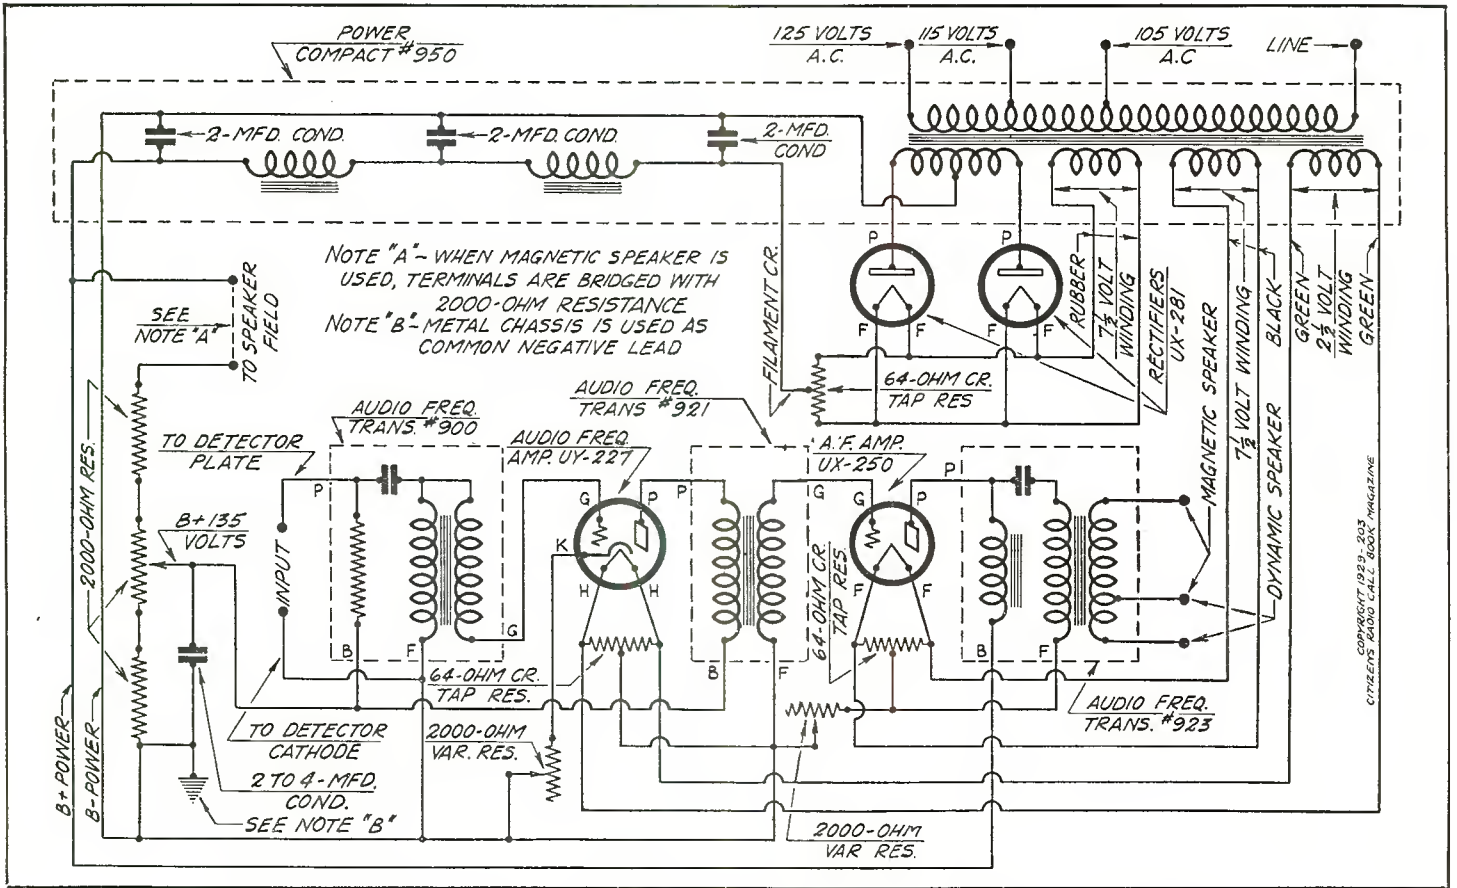 POWER
COMPACT #950
125 VOLTS
A.C.
115 VOLTS
A.C.
105 VOLTS
A.C
LINE
2-MFD. COND.
2-MFD. COND.
2-MFD.
COND
NOTE "A" - WHEN MAGNETIC SPEAKER IS
USED, TERMINALS ARE BRIDGED WITH
2000-OHM RESISTANCE
NOTE "B" - METAL CHASSIS IS USED AS
COMMON NEGATIVE LEAD
SEE
NOTE "A"
TO SPEAKER
FIELD
FILAMENT CR.
P
P
F
F
F
F
64-OHM CR.
TAP RES
RUBBER
7 1/2 VOLT
WINDING
RECTIFIERS
UX-281
MAGNETIC SPEAKER
7 1/2 VOLT WINDING
BLACK
GREEN
2 1/2 VOLT
WINDING
GREEN
DYNAMIC SPEAKER
2000-OHM RES.
TO DETECTOR
PLATE
AUDIO FREQ.
TRANS. #900
AUDIO FREQ.
TRANS #921
AUDIO FREQ.
AMP. UY-227
A.F. AMP.
UX-250
B+135
VOLTS
INPUT
P
B
F
G
G
P
K
H
H
P
B
G
F
G
P
F
F
P
B
F
64-OHM CR.
TAP RES.
64-OHM CR.
TAP RES.
AUDIO FREQ.
TRANS. #923
TO DETECTOR
CATHODE
2000-OHM
VAR. RES.
2 TO 4-MFD.
COND.
SEE NOTE "B"
2000-OHM
VAR RES.
B+POWER
B-POWER
COPYRIGHT 1929-203
CITIZENS RADIO CALL BOOK MAGAZINE